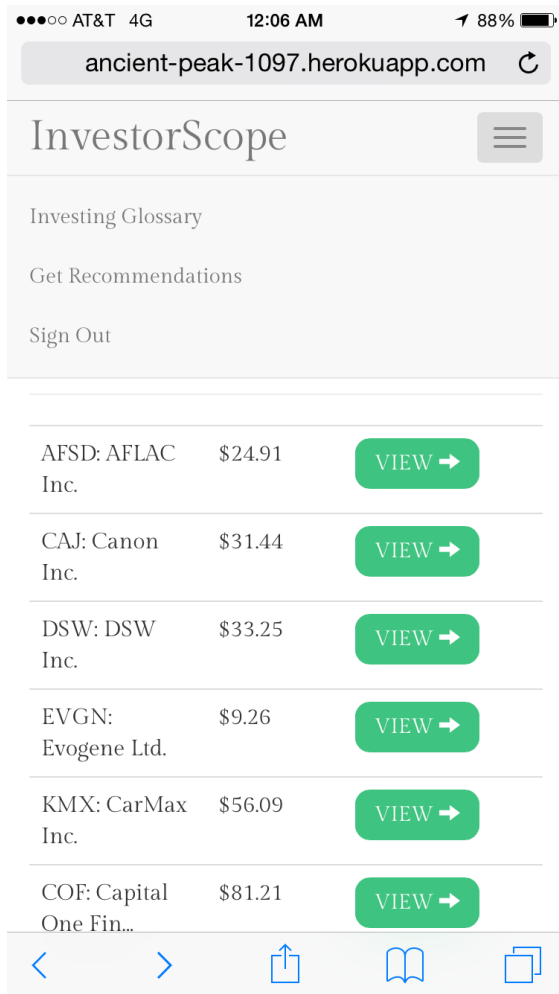 AT&T 4G 12:06 AM 88%
ancient-peak-1097.herokuapp.com
InvestorScope
Investing Glossary
Get Recommendations
Sign Out
AFSD: AFLAC $24.91 VIEW
Inc.
CAJ: Canon $31.44 VIEW
Inc.
DSW: DSW $33.25 VIEW
Inc.
EVGN: $9.26 VIEW
Evogene Ltd.
KMX: CarMax $56.09 VIEW
Inc.
COF: Capital $81.21 VIEW
One Fin...